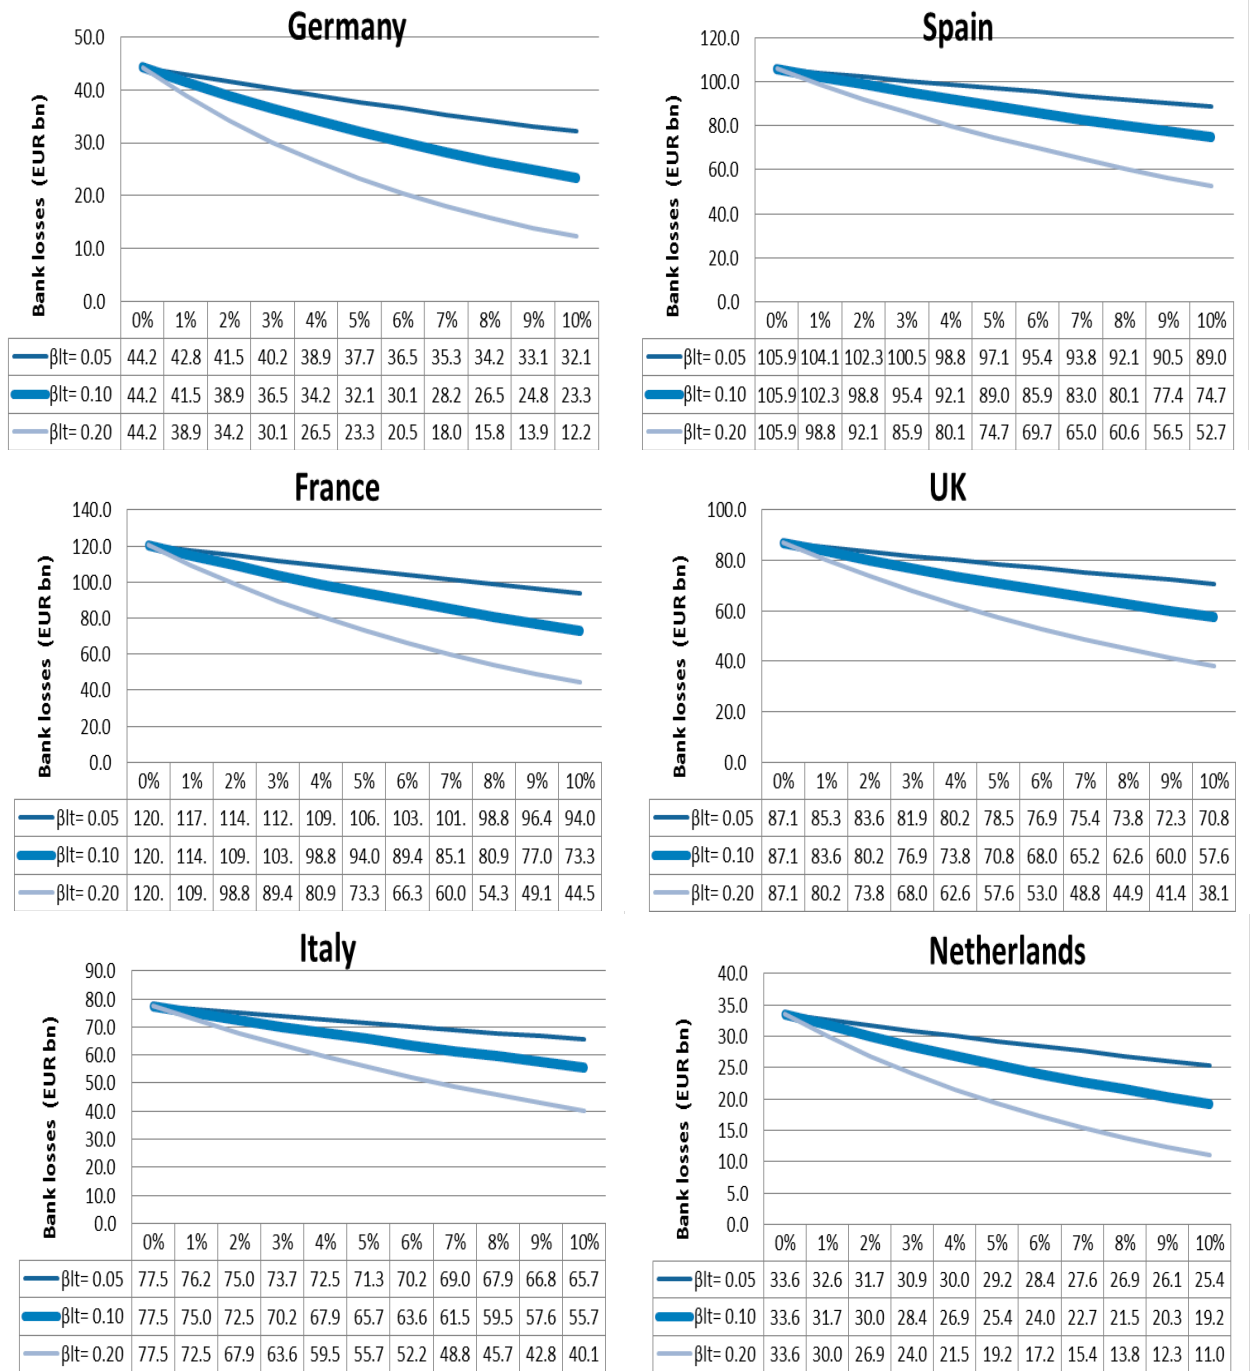 Germany
50.0
40.0
30.0
20.0
10.0
0.0
Bank losses (EUR bn)
0% 1% 2% 3% 4% 5% 6% 7% 8% 9% 10%
βlt= 0.05 44.2 42.8 41.5 40.2 38.9 37.7 36.5 35.3 34.2 33.1 32.1
βlt= 0.10 44.2 41.5 38.9 36.5 34.2 32.1 30.1 28.2 26.5 24.8 23.3
βlt= 0.20 44.2 38.9 34.2 30.1 26.5 23.3 20.5 18.0 15.8 13.9 12.2
Spain
120.0
100.0
80.0
60.0
40.0
20.0
0.0
Bank losses (EUR bn)
0% 1% 2% 3% 4% 5% 6% 7% 8% 9% 10%
βlt= 0.05 105.9 104.1 102.3 100.5 98.8 97.1 95.4 93.8 92.1 90.5 89.0
βlt= 0.10 105.9 102.3 98.8 95.4 92.1 89.0 85.9 83.0 80.1 77.4 74.7
βlt= 0.20 105.9 98.8 92.1 85.9 80.1 74.7 69.7 65.0 60.6 56.5 52.7
France
140.0
120.0
100.0
80.0
60.0
40.0
20.0
0.0
Bank losses (EUR bn)
0% 1% 2% 3% 4% 5% 6% 7% 8% 9% 10%
βlt= 0.05 120. 117. 114. 112. 109. 106. 103. 101. 98.8 96.4 94.0
βlt= 0.10 120. 114. 109. 103. 98.8 94.0 89.4 85.1 80.9 77.0 73.3
βlt= 0.20 120. 109. 98.8 89.4 80.9 73.3 66.3 60.0 54.3 49.1 44.5
UK
100.0
80.0
60.0
40.0
20.0
0.0
Bank losses (EUR bn)
0% 1% 2% 3% 4% 5% 6% 7% 8% 9% 10%
βlt= 0.05 87.1 85.3 83.6 81.9 80.2 78.5 76.9 75.4 73.8 72.3 70.8
βlt= 0.10 87.1 83.6 80.2 76.9 73.8 70.8 68.0 65.2 62.6 60.0 57.6
βlt= 0.20 87.1 80.2 73.8 68.0 62.6 57.6 53.0 48.8 44.9 41.4 38.1
Italy
90.0
80.0
70.0
60.0
50.0
40.0
30.0
20.0
10.0
0.0
Bank losses (EUR bn)
0% 1% 2% 3% 4% 5% 6% 7% 8% 9% 10%
βlt= 0.05 77.5 76.2 75.0 73.7 72.5 71.3 70.2 69.0 67.9 66.8 65.7
βlt= 0.10 77.5 75.0 72.5 70.2 67.9 65.7 63.6 61.5 59.5 57.6 55.7
βlt= 0.20 77.5 72.5 67.9 63.6 59.5 55.7 52.2 48.8 45.7 42.8 40.1
Netherlands
40.0
35.0
30.0
25.0
20.0
15.0
10.0
5.0
0.0
Bank losses (EUR bn)
0% 1% 2% 3% 4% 5% 6% 7% 8% 9% 10%
βlt= 0.05 33.6 32.6 31.7 30.9 30.0 29.2 28.4 27.6 26.9 26.1 25.4
βlt= 0.10 33.6 31.7 30.0 28.4 26.9 25.4 24.0 22.7 21.5 20.3 19.2
βlt= 0.20 33.6 30.0 26.9 24.0 21.5 19.2 17.2 15.4 13.8 12.3 11.0